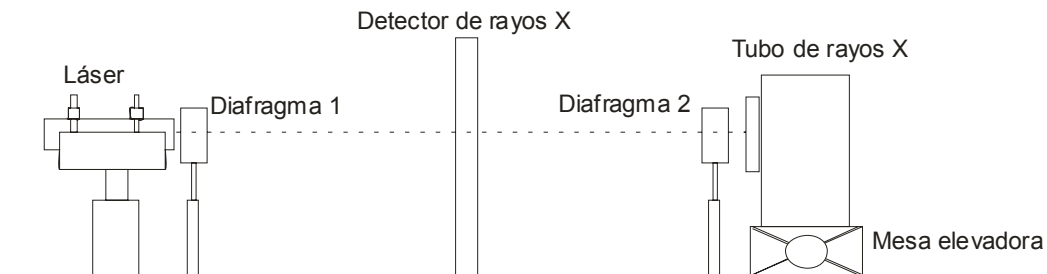 Detector de rayos X
Tubo de rayos X
Láser
Diafragma 1
Diafragma 2
Mesa elevadora